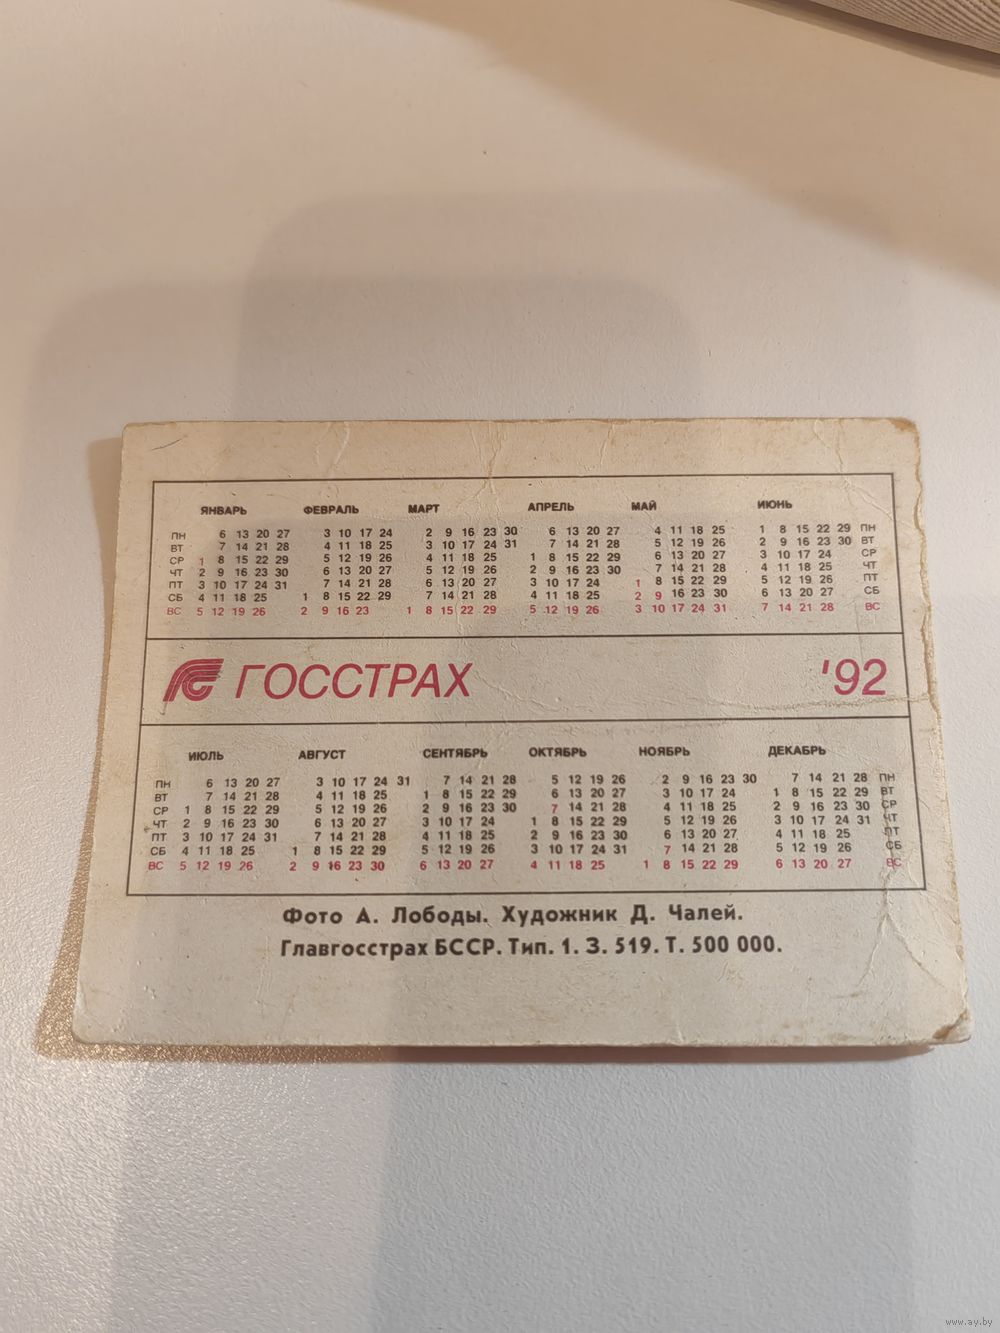 ЯНВАРЬ ФЕВРАЛЬ МАРТ АПРЕЛЬ МАЙ ИЮНЬ
ПН 6 13 20 27 3 10 17 24 2 9 16 23 30 6 13 20 27 4 11 18 25 1 8 15 22 29 ПН
ВТ 7 14 21 28 4 11 18 25 3 10 17 24 31 7 14 21 28 5 12 19 26 2 9 16 23 30 ВТ
СР 1 8 15 22 29 5 12 19 26 4 11 18 25 1 8 15 22 29 6 13 20 27 3 10 17 24 СР
ЧТ 2 9 16 23 30 6 13 20 27 5 12 19 26 2 9 16 23 30 7 14 21 28 4 11 18 25 ЧТ
ПТ 3 10 17 24 31 7 14 21 28 6 13 20 27 3 10 17 24 1 8 15 22 29 5 12 19 26 ПТ
СБ 4 11 18 25 1 8 15 22 29 7 14 21 28 4 11 18 25 2 9 16 23 30 6 13 20 27 СБ
ВС 5 12 19 26 2 9 16 23 1 8 15 22 29 5 12 19 26 3 10 17 24 31 7 14 21 28 ВС
ГОССТРАХ '92
ИЮЛЬ АВГУСТ СЕНТЯБРЬ ОКТЯБРЬ НОЯБРЬ ДЕКАБРЬ
ПН 6 13 20 27 3 10 17 24 31 7 14 21 28 5 12 19 26 2 9 16 23 30 7 14 21 28 ПН
ВТ 7 14 21 28 4 11 18 25 1 8 15 22 29 6 13 20 27 3 10 17 24 1 8 15 22 29 ВТ
СР 1 8 15 22 29 5 12 19 26 2 9 16 23 30 7 14 21 28 4 11 18 25 2 9 16 23 30 СР
ЧТ 2 9 16 23 30 6 13 20 27 3 10 17 24 1 8 15 22 29 5 12 19 26 3 10 17 24 31 ЧТ
ПТ 3 10 17 24 31 7 14 21 28 4 11 18 25 2 9 16 23 30 6 13 20 27 4 11 18 25 ПТ
СБ 4 11 18 25 1 8 15 22 29 5 12 19 26 3 10 17 24 31 7 14 21 28 5 12 19 26 СБ
ВС 5 12 19 26 2 9 16 23 30 6 13 20 27 4 11 18 25 1 8 15 22 29 6 13 20 27 ВС
Фото А. Лободы. Художник Д. Чалей.
Главгосстрах БССР. Тип. 1. З. 519. Т. 500 000.
www.ay.by